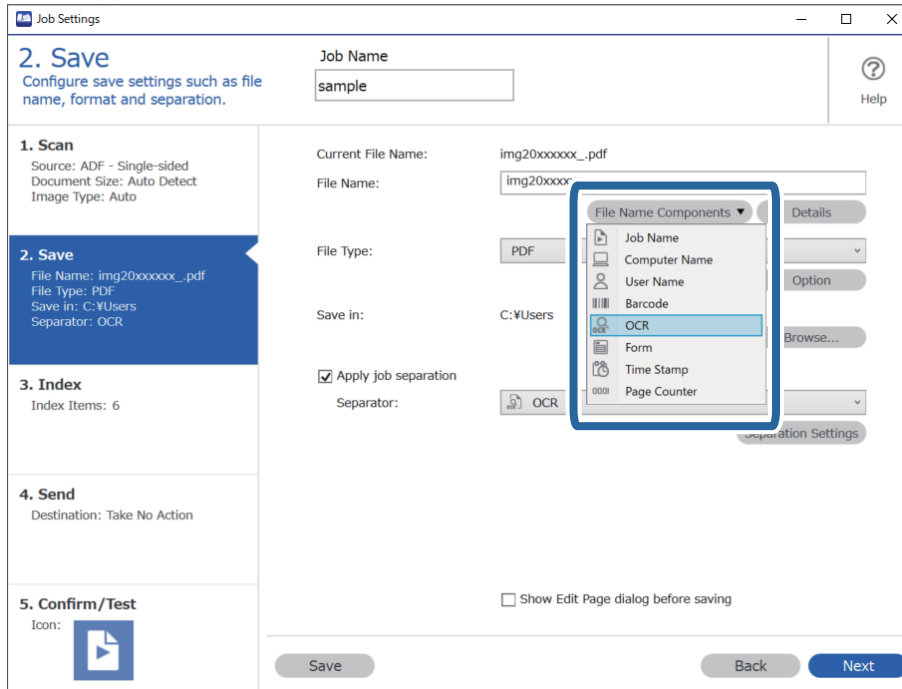 Job Settings
2. Save
Configure save settings such as file
name, format and separation.
Job Name
sample
Help
1. Scan
Source: ADF - Single-sided
Document Size: Auto Detect
Image Type: Auto
2. Save
File Name: img20xxxxxx_.pdf
File Type: PDF
Save in: C:¥Users
Separator: OCR
3. Index
Index Items: 6
4. Send
Destination: Take No Action
5. Confirm/Test
Icon:
Current File Name: img20xxxxxx_.pdf
File Name:
File Name Components ▼ Details
File Type: PDF
Option
Save in: C:¥Users
Browse...
Job Name
Computer Name
User Name
Barcode
OCR
Form
Time Stamp
Page Counter
Apply job separation
Separator: OCR
Separation Settings
Show Edit Page dialog before saving
Save Back Next